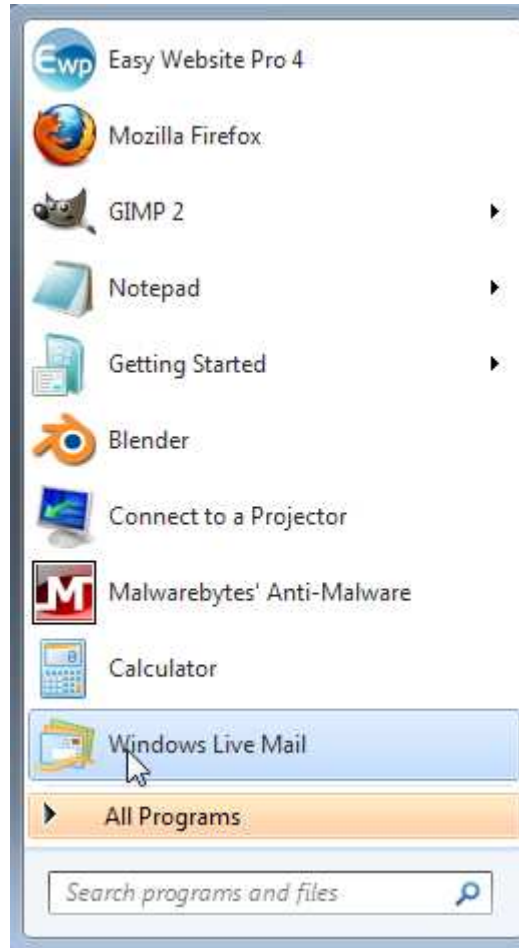 Ewp Easy Website Pro 4
Mozilla Firefox
GIMP 2
Notepad
Getting Started
Blender
Connect to a Projector
M Malwarebytes' Anti-Malware
Calculator
Windows Live Mail
All Programs
Search programs and files